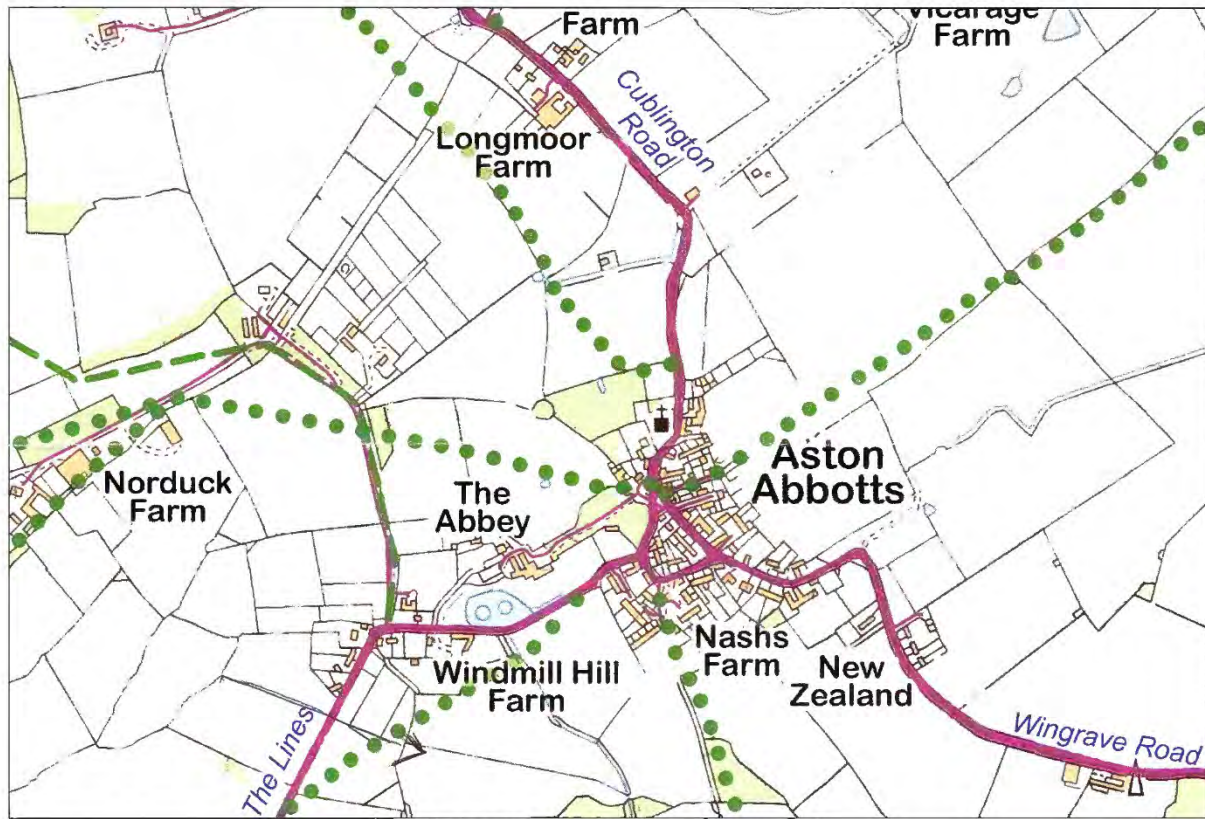 Farm
Vicarage
Farm
Cublington
Road
Longmoor
Farm
Aston
Abbotts
Norduck
Farm
The
Abbey
Nashs
Farm
New
Zealand
Windmill Hill
Farm
The Lines
Wingrave Road